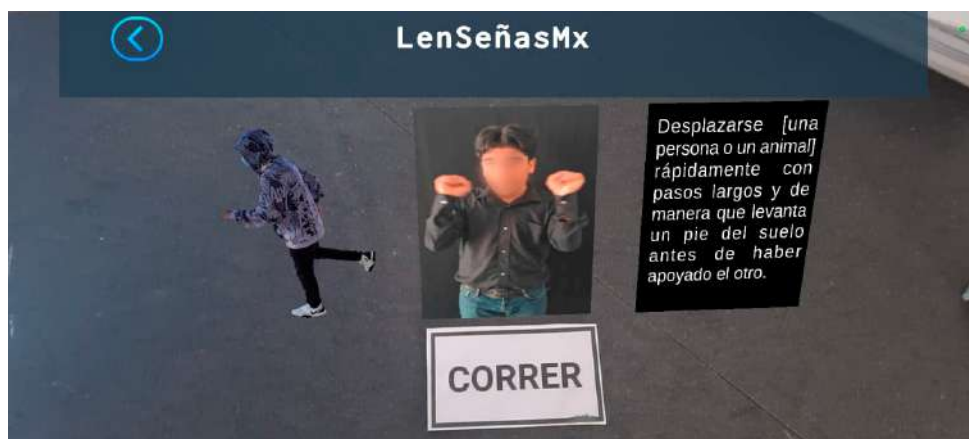 LenSeñasMx
Desplazarse [una
persona o un animal]
rápidamente con
pasos largos y de
manera que levanta
un pie del suelo
antes de haber
apoyado el otro.
CORRER